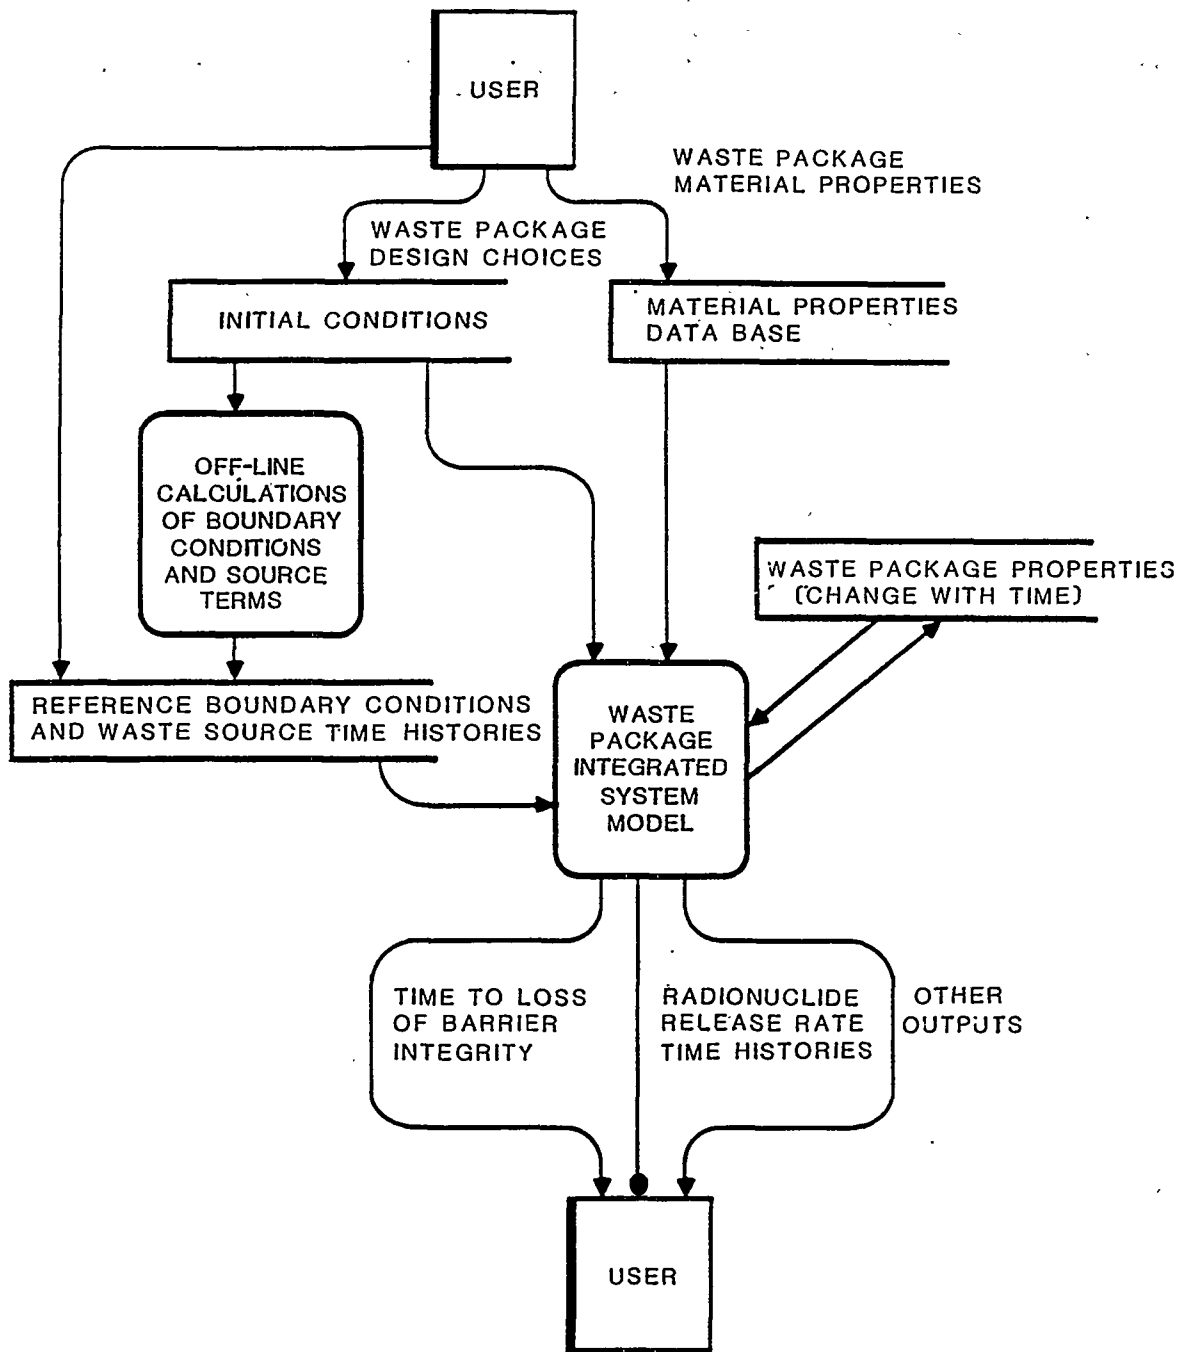 USER
WASTE PACKAGE
MATERIAL PROPERTIES
WASTE PACKAGE
DESIGN CHOICES
INITIAL CONDITIONS
MATERIAL PROPERTIES
DATA BASE
OFF-LINE
CALCULATIONS
OF BOUNDARY
CONDITIONS
AND SOURCE
TERMS
WASTE PACKAGE PROPERTIES
(CHANGE WITH TIME)
REFERENCE BOUNDARY CONDITIONS
AND WASTE SOURCE TIME HISTORIES
WASTE
PACKAGE
INTEGRATED
SYSTEM
MODEL
TIME TO LOSS
OF BARRIER
INTEGRITY
RADIONUCLIDE
RELEASE RATE
TIME HISTORIES
OTHER
OUTPUTS
USER